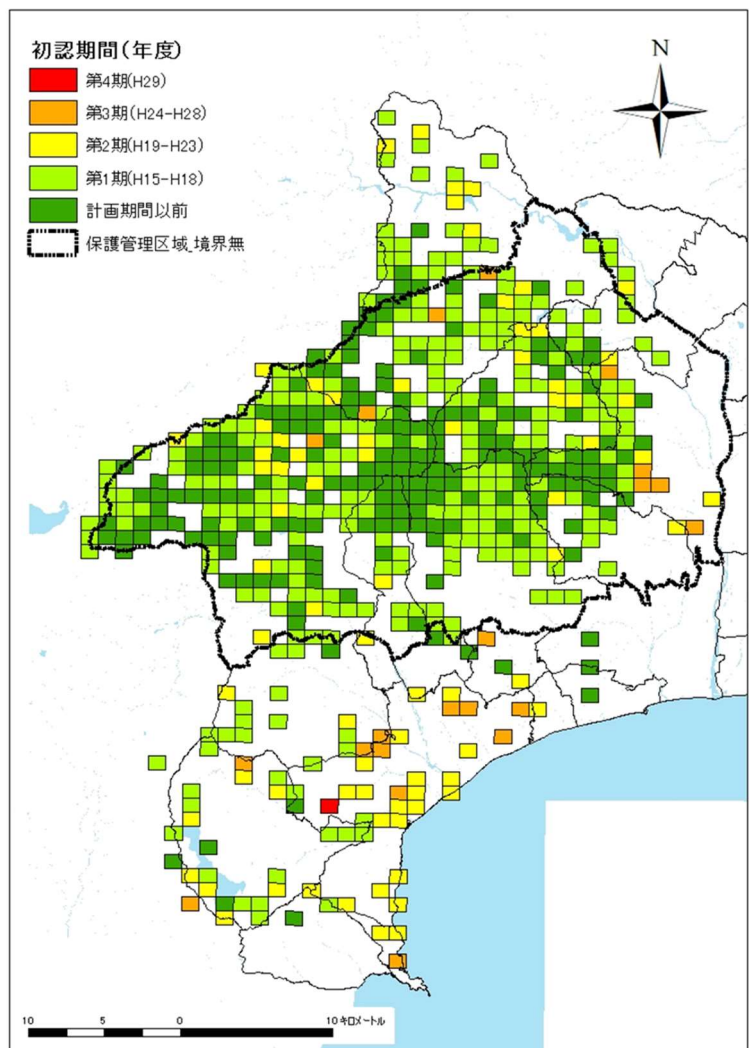 初認期間(年度)
第4期(H29)
第3期(H24-H28)
第2期(H19-H23)
第1期(H15-H18)
計画期間以前
保護管理区域_境界無
N
10 5 0 10 キロメートル